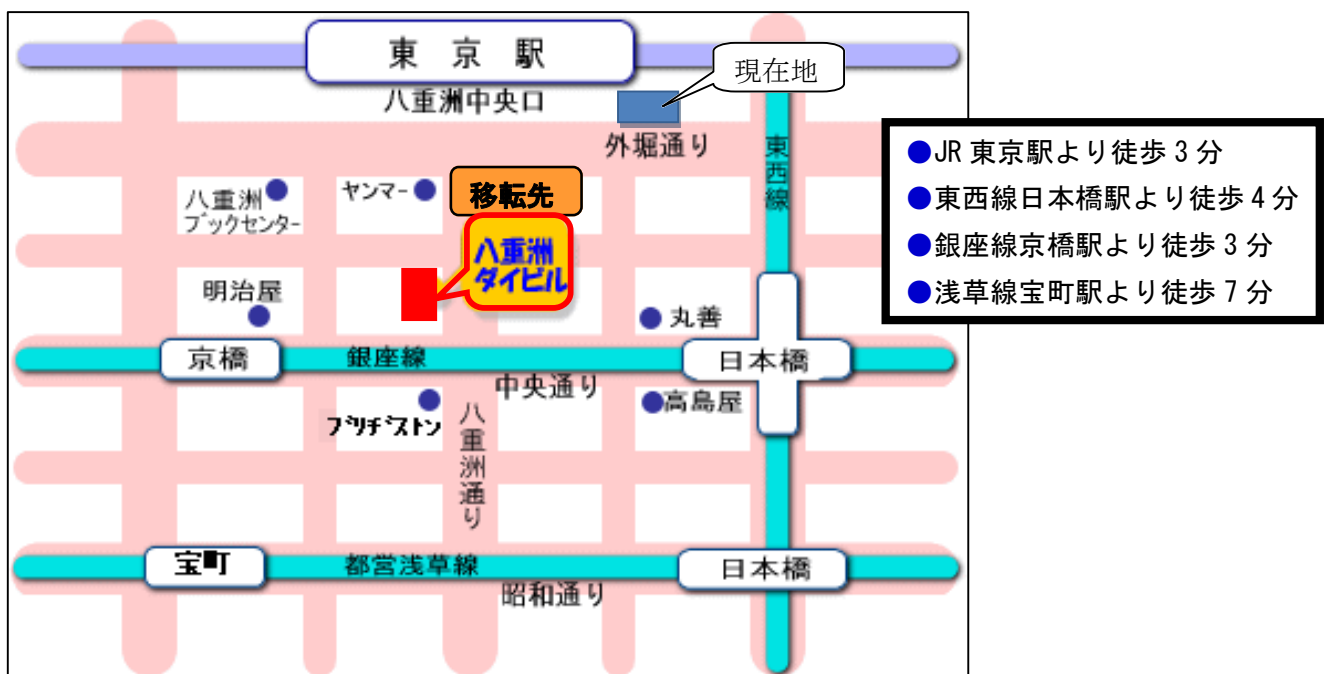 東 京 駅
現在地
八重洲中央口
外堀通り
東西線
八重洲
ブックセンター
ヤンマー
移転先
八重洲
ダイビル
明治屋
丸善
京橋
銀座線
日本橋
中央通り
ブリヂストン
高島屋
八重洲通り
宝町
都営浅草線
日本橋
昭和通り
●JR 東京駅より徒歩 3 分
●東西線日本橋駅より徒歩 4 分
●銀座線京橋駅より徒歩 3 分
●浅草線宝町駅より徒歩 7 分